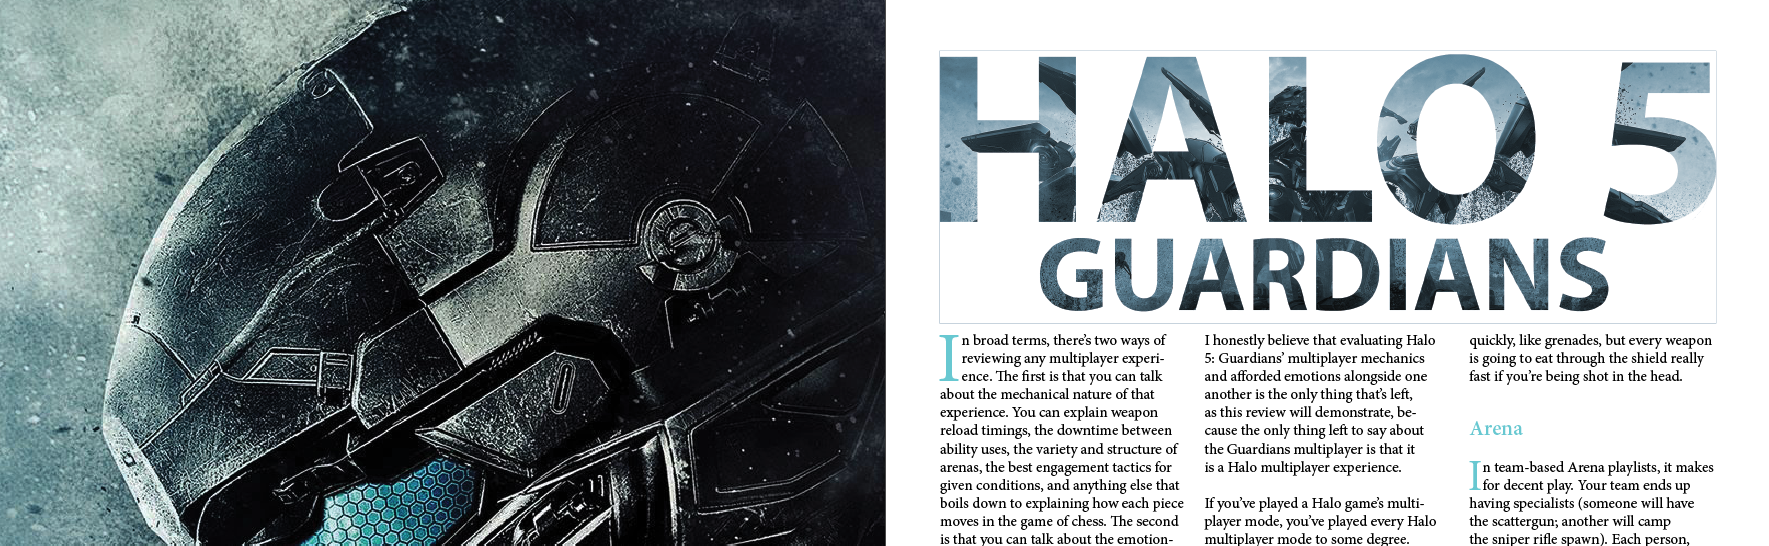 HALO 5
GUARDIANS
In broad terms, there's two ways of
reviewing any multiplayer experi-
ence. The first is that you can talk
about the mechanical nature of that
experience. You can explain weapon
reload timings, the downtime between
ability uses, the variety and structure of
arenas, the best engagement tactics for
given conditions, and anything else that
boils down to explaining how each piece
moves in the game of chess. The second
is that you can talk about the emotion-
I honestly believe that evaluating Halo
5: Guardians' multiplayer mechanics
and afforded emotions alongside one
another is the only thing that's left,
as this review will demonstrate, be-
cause the only thing left to say about
the Guardians multiplayer is that it
is a Halo multiplayer experience.
If you've played a Halo game's multi-
player mode, you've played every Halo
multiplayer mode to some degree.
quickly, like grenades, but every weapon
is going to eat through the shield really
fast if you're being shot in the head.
Arena
In team-based Arena playlists, it makes
for decent play. Your team ends up
having specialists (someone will have
the scattergun; another will camp
the sniper rifle spawn). Each person,